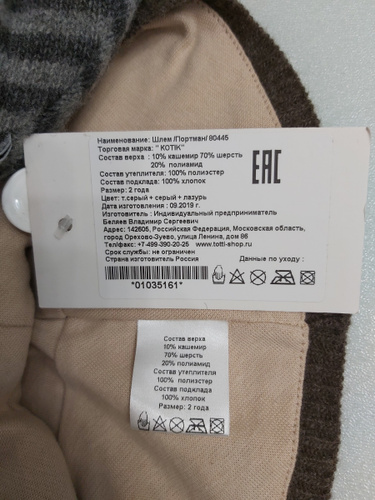 Наименование: Шлем /Портман/ 80445
Торговая марка: " КОТІК"
Состав верха : 10% кашемир 70% шерсть
20% полиамид
Состав утеплителя: 100% полиэстер
Состав подклада: 100% хлопок
Размер: 2 года
Цвет: т.серый + серый + лазурь
Дата изготовления : 09.2019 г.
Изготовитель : Индивидуальный предприниматель
Беляев Владимир Сергеевич
Адрес: 142605, Российская Федерация, Московская область,
город Орехово-Зуево, улица Ленина, дом 86
Тел/факс: +7-499-390-20-25 www.totti-shop.ru
Срок службы: не ограничен
Страна изготовитель Россия Данные по уходу :
*01035161*
EAC
Состав верха
10% кашемир
70% шерсть
20% полиамид
Состав утеплителя
100% полиэстер
Состав подклада
100% хлопок
Размер: 2 года